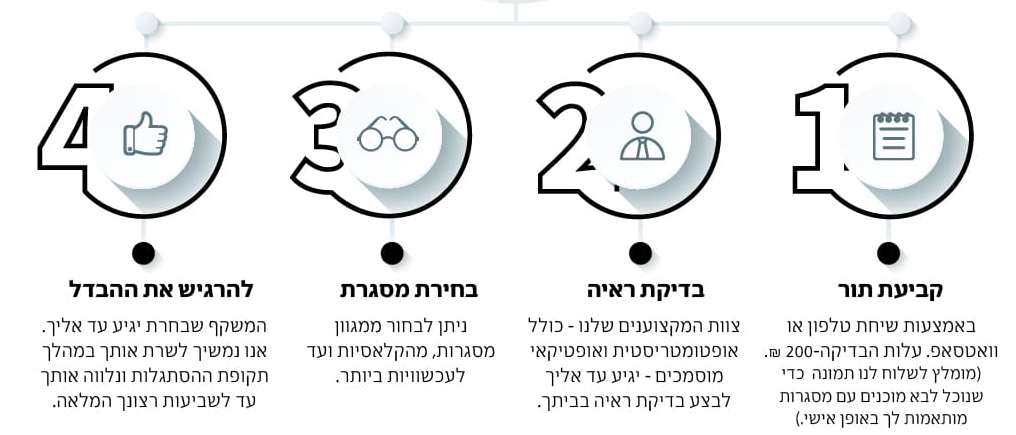 1
קביעת תור
באמצעות שיחת טלפון או
וואטסאפ. עלות הבדיקה-200 ₪.
(מומלץ לשלוח לנו תמונה כדי
שנוכל לבא מוכנים עם מסגרות
מותאמות לך באופן אישי.)
2
בדיקת ראיה
צוות המקצוענים שלנו - כולל
אופטומטריסטית ואופטיקאי
מוסמכים - יגיע עד אליך
לבצע בדיקת ראיה בביתך.
3
בחירת מסגרת
ניתן לבחור ממגוון
מסגרות, מהקלאסיות ועד
לעכשוויות ביותר.
4
להרגיש את ההבדל
המשקף שבחרת יגיע עד אליך.
אנו נמשיך לשרת אותך במהלך
תקופת ההסתגלות ונלווה אותך
עד לשביעות רצונך המלאה.